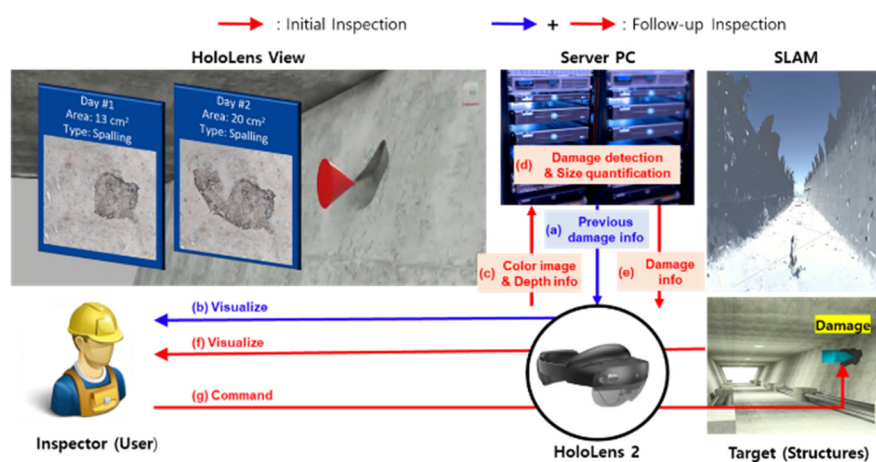 : Initial Inspection
+
: Follow-up Inspection
HoloLens View
Server PC
SLAM
Day #1
Area: 13 cm²
Type: Spalling
Day #2
Area: 20 cm²
Type: Spalling
(d)
Damage detection
& Size quantification
(a)
Previous
damage info
(c)
Color image
& Depth info
(e)
Damage
info
(b) Visualize
(f) Visualize
(g) Command
Damage
Inspector (User)
HoloLens 2
Target (Structures)